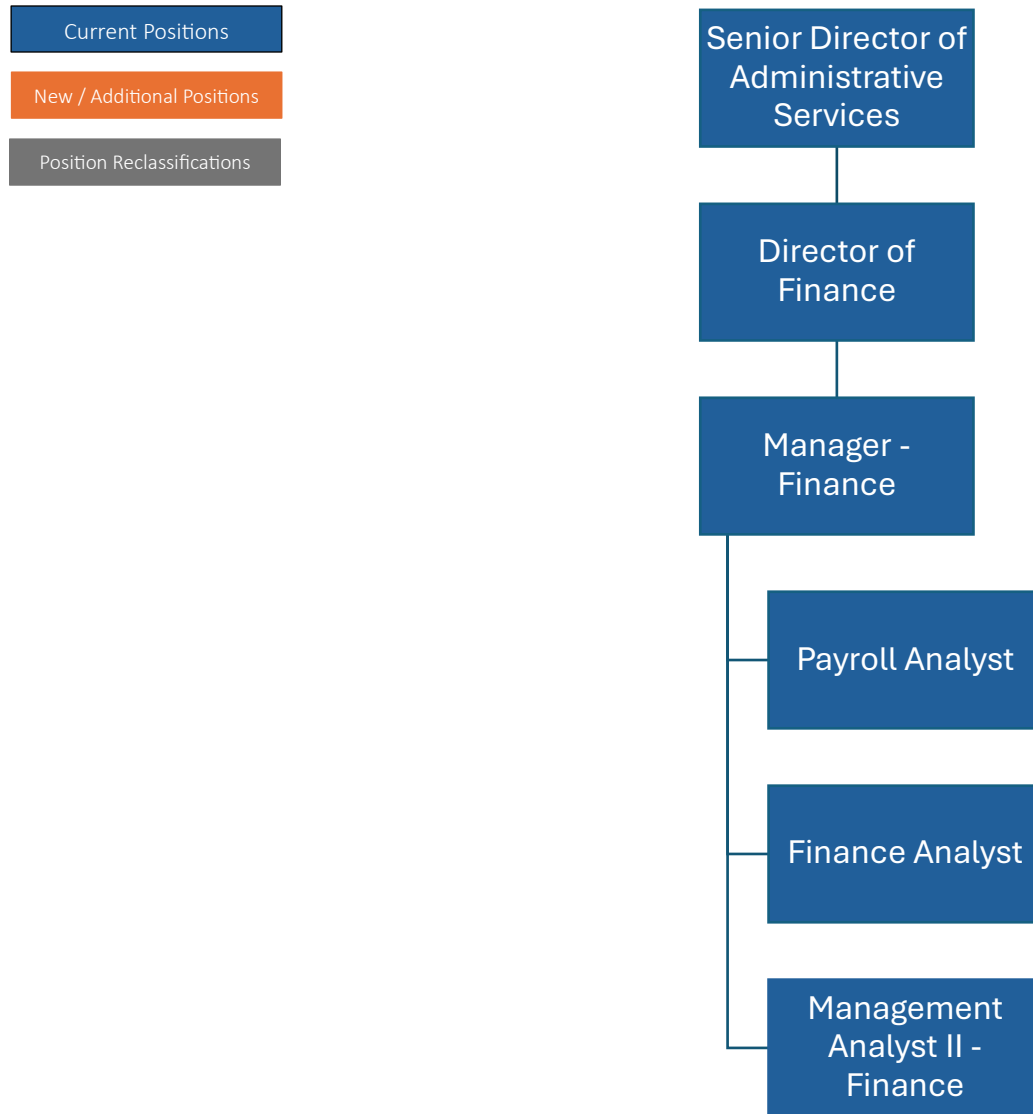 Current Positions
New / Additional Positions
Position Reclassifications
Senior Director of
Administrative
Services
Director of
Finance
Manager -
Finance
Payroll Analyst
Finance Analyst
Management
Analyst II -
Finance